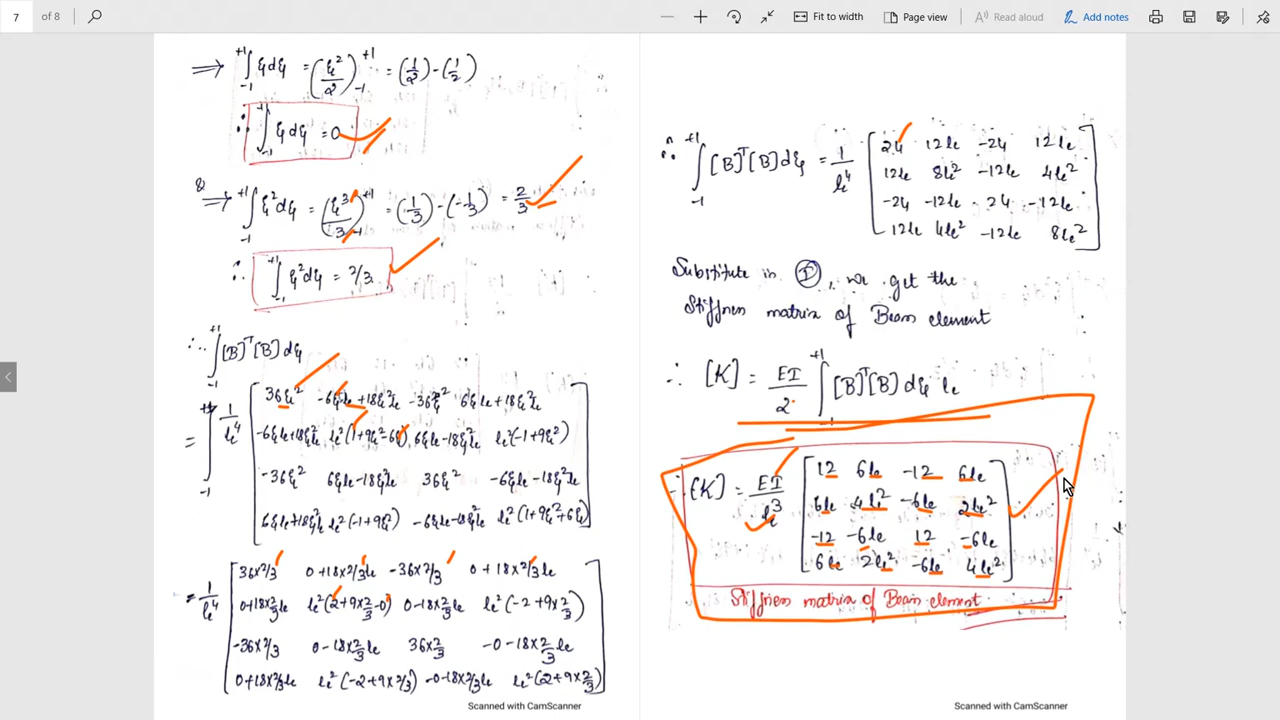 7 of 8
Fit to width
Page view
Read aloud
Add notes
⇒ ∫₋₁⁺¹ ξ dξ = (ξ²/2)₋₁⁺¹ = (1/2) - (1/2)
∴ ∫₋₁⁺¹ ξ dξ = 0
& ⇒ ∫₋₁⁺¹ ξ² dξ = (ξ³/3)₋₁⁺¹ = (1/3) - (-1/3) = 2/3
∴ ∫₋₁⁺¹ ξ² dξ = 2/3.
∴ ∫₋₁⁺¹ [B]ᵀ[B] dξ
= ∫₋₁⁺¹ 1/le⁴
36ξ² -6ξle+18ξ²le -36ξ² 6ξle+18ξ²le
-6ξle+18ξ²le le²(1+9ξ²-6ξ) 6ξle-18ξ²le le²(-1+9ξ²)
-36ξ² 6ξle-18ξ²le 36ξ² -6ξle-18ξ²le
6ξle+18ξ²le le²(-1+9ξ²) -6ξle-18ξ²le le²(1+9ξ²+6ξ)
= 1/le⁴
36×2/3 0+18×2/3le -36×2/3 0+18×2/3le
0+18×2/3le le²(2+9×2/3-0) 0-18×2/3le le²(-2+9×2/3)
-36×2/3 0-18×2/3le 36×2/3 -0-18×2/3le
0+18×2/3le le²(-2+9×2/3) -0-18×2/3le le²(2+9×2/3)
Scanned with CamScanner
∴ ∫₋₁⁺¹ [B]ᵀ[B] dξ = 1/le⁴
24 12le -24 12le
12le 8le² -12le 4le²
-24 -12le 24 -12le
12le 4le² -12le 8le²
Substitute in Ⓘ, we get the
Stiffness matrix of Beam element
∴ [K] = EI/2 ∫₋₁⁺¹ [B]ᵀ[B] dξ le
∴ [K] = EI/le³
12 6le -12 6le
6le 4le² -6le 2le²
-12 -6le 12 -6le
6le 2le² -6le 4le²
Stiffness matrix of Beam element
Scanned with CamScanner